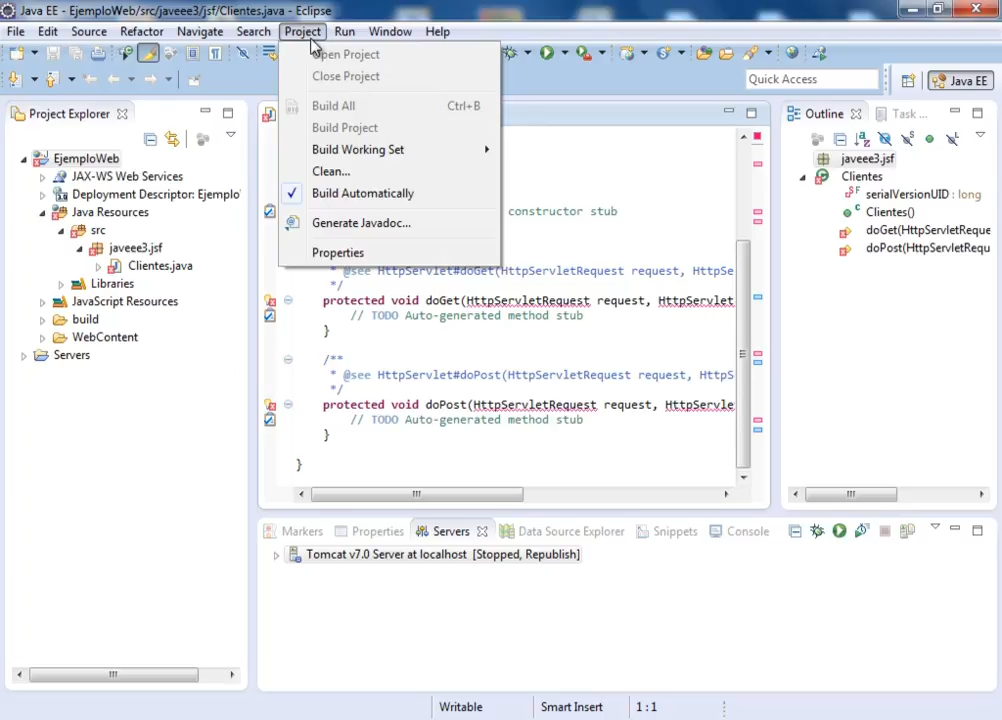 Java EE - EjemploWeb/src/javeee3/jsf/Clientes.java - Eclipse
File Edit Source Refactor Navigate Search Project Run Window Help
Open Project
Close Project
Build All Ctrl+B
Build Project
Build Working Set
Clean...
Build Automatically
Generate Javadoc...
Properties
Quick Access
Java EE
Project Explorer
EjemploWeb
JAX-WS Web Services
Deployment Descriptor: Ejemplo
Java Resources
src
javeee3.jsf
Clientes.java
Libraries
JavaScript Resources
build
WebContent
Servers
constructor stub
* @see HttpServlet#doGet(HttpServletRequest request, HttpSe
*/
protected void doGet(HttpServletRequest request, HttpServlet
// TODO Auto-generated method stub
}
/**
* @see HttpServlet#doPost(HttpServletRequest request, HttpS
*/
protected void doPost(HttpServletRequest request, HttpServle
// TODO Auto-generated method stub
}
}
Outline Task ...
javeee3.jsf
Clientes
serialVersionUID : long
Clientes()
doGet(HttpServletReque
doPost(HttpServletRequ
Markers Properties Servers Data Source Explorer Snippets Console
Tomcat v7.0 Server at localhost [Stopped, Republish]
Writable Smart Insert 1 : 1